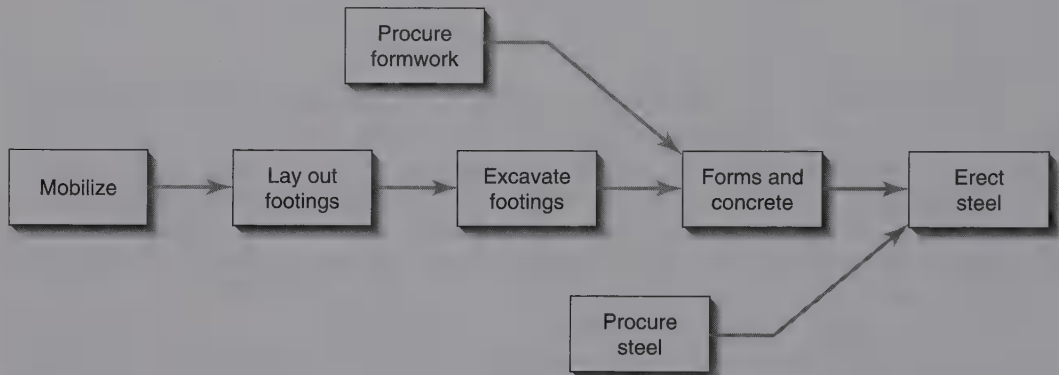 Procure
formwork
Mobilize
Lay out
footings
Excavate
footings
Forms and
concrete
Erect
steel
Procure
steel